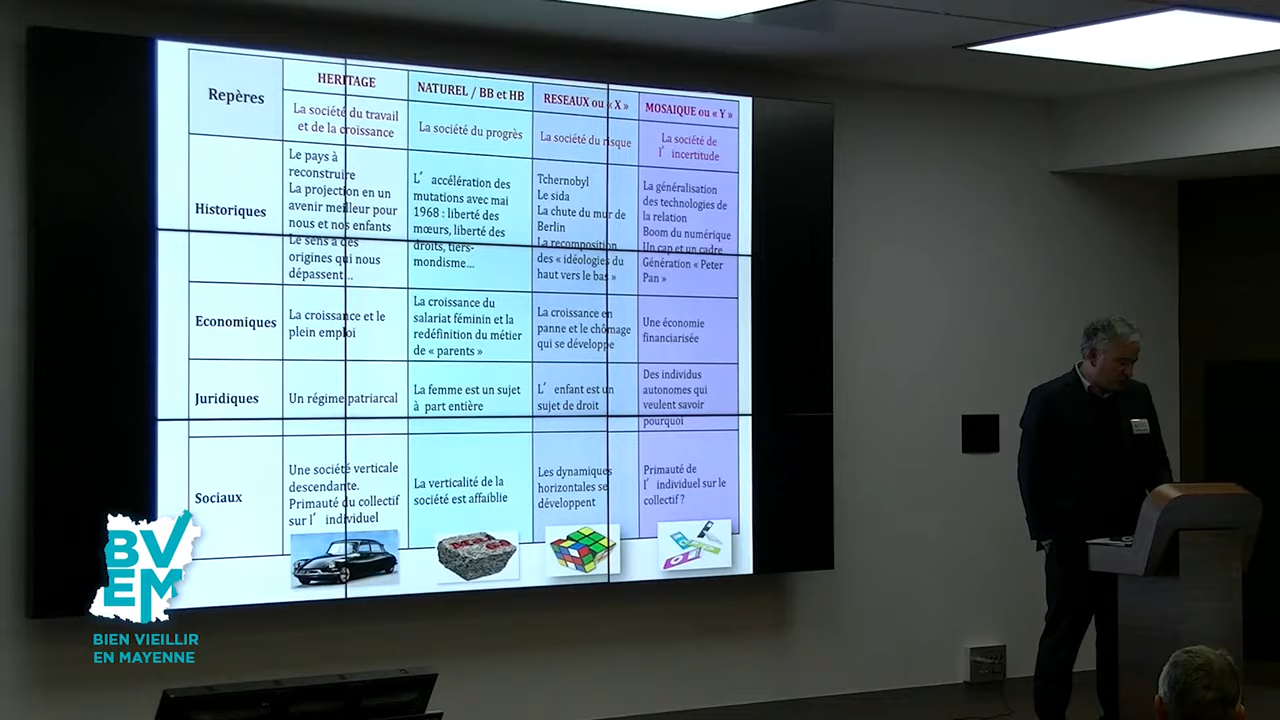 Repères
HERITAGE
NATUREL / BB et HB
RESEAUX ou « X »
MOSAIQUE ou « Y »
La société du travail
et de la croissance
La société du progrès
La société du risque
La société de
l’ incertitude
Historiques
Le pays à
reconstruire
La projection en un
avenir meilleur pour
nous et nos enfants
Le sens a des
origines qui nous
dépassent…
L’ accélération des
mutations avec mai
1968 : liberté des
mœurs, liberté des
droits, tiers-
mondisme…
Tchernobyl
Le sida
La chute du mur de
Berlin
La recomposition
des « idéologies du
haut vers le bas »
La généralisation
des technologies de
la relation
Boom du numérique
Un cap et un cadre
Génération « Peter
Pan »
Economiques
La croissance et le
plein emploi
La croissance du
salariat féminin et la
redéfinition du métier
de « parents »
La croissance en
panne et le chômage
qui se développe
Une économie
financiarisée
Juridiques
Un régime patriarcal
La femme est un sujet
à part entière
L’ enfant est un
sujet de droit
Des individus
autonomes qui
veulent savoir
pourquoi
Sociaux
Une société verticale
descendante.
Primauté du collectif
sur l’ individuel
La verticalité de la
société est affaiblie
Les dynamiques
horizontales se
développent
Primauté de
l’ individuel sur le
collectif ?
BV
EM
BIEN VIEILLIR
EN MAYENNE